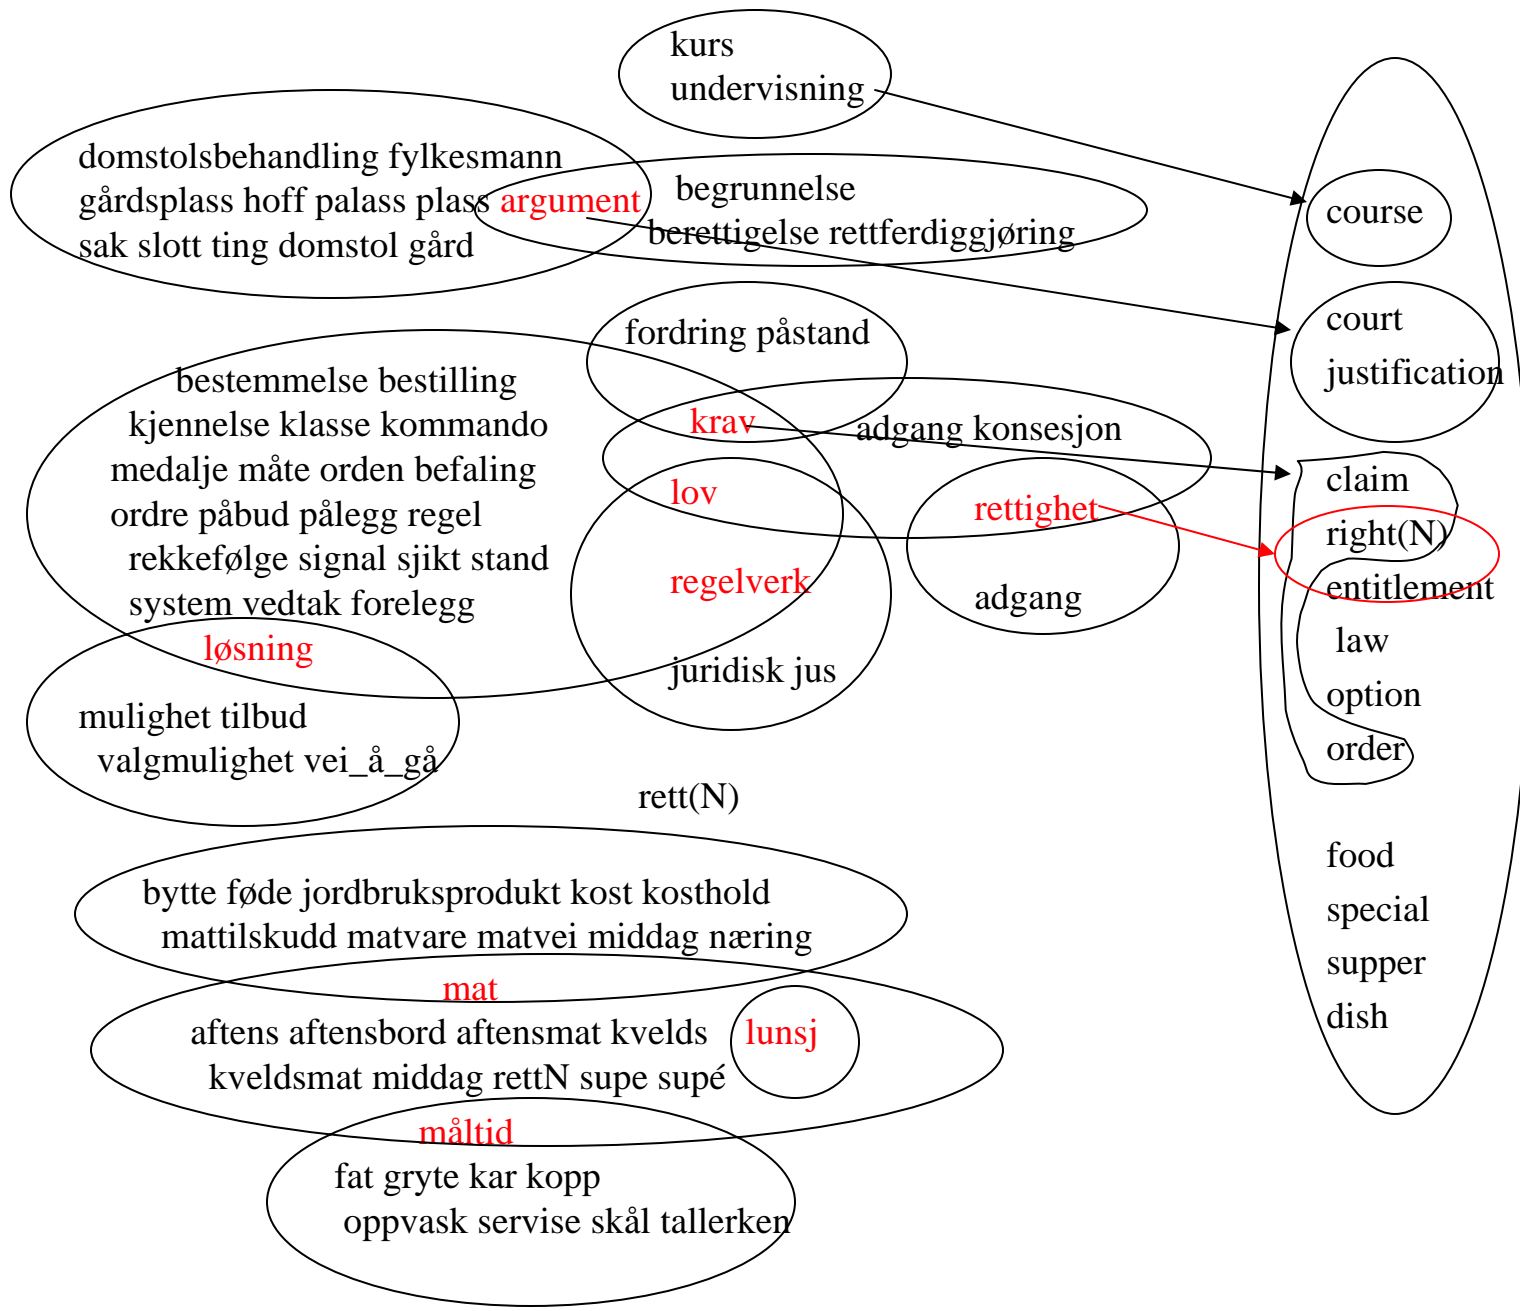 kurs
undervisning
domstolsbehandling fylkesmann
gårdsplass hoff palass plass argument
sak slott ting domstol gård
begrunnelse
berettigelse rettferdiggjøring
fordring påstand
bestemmelse bestilling
kjennelse klasse kommando
medalje måte orden befaling
ordre påbud pålegg regel
rekkefølge signal sjikt stand
system vedtak forelegg
løsning
krav
adgang konsesjon
lov
rettighet
regelverk
adgang
juridisk jus
mulighet tilbud
valgmulighet vei_å_gå
rett(N)
bytte føde jordbruksprodukt kost kosthold
mattilskudd matvare matvei middag næring
mat
aftens aftensbord aftensmat kvelds lunsj
kveldsmat middag rettN supe supé
måltid
fat gryte kar kopp
oppvask servise skål tallerken
course
court
justification
claim
right(N)
entitlement
law
option
order
food
special
supper
dish